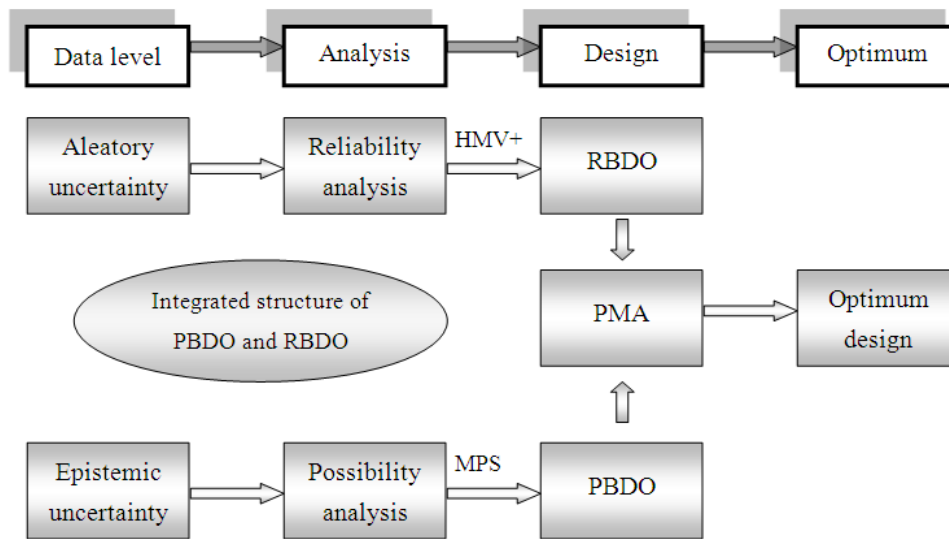 Data level
Analysis
Design
Optimum
Aleatory
uncertainty
Reliability
analysis
HMV+
RBDO
Integrated structure of
PBDO and RBDO
PMA
Optimum
design
Epistemic
uncertainty
Possibility
analysis
MPS
PBDO